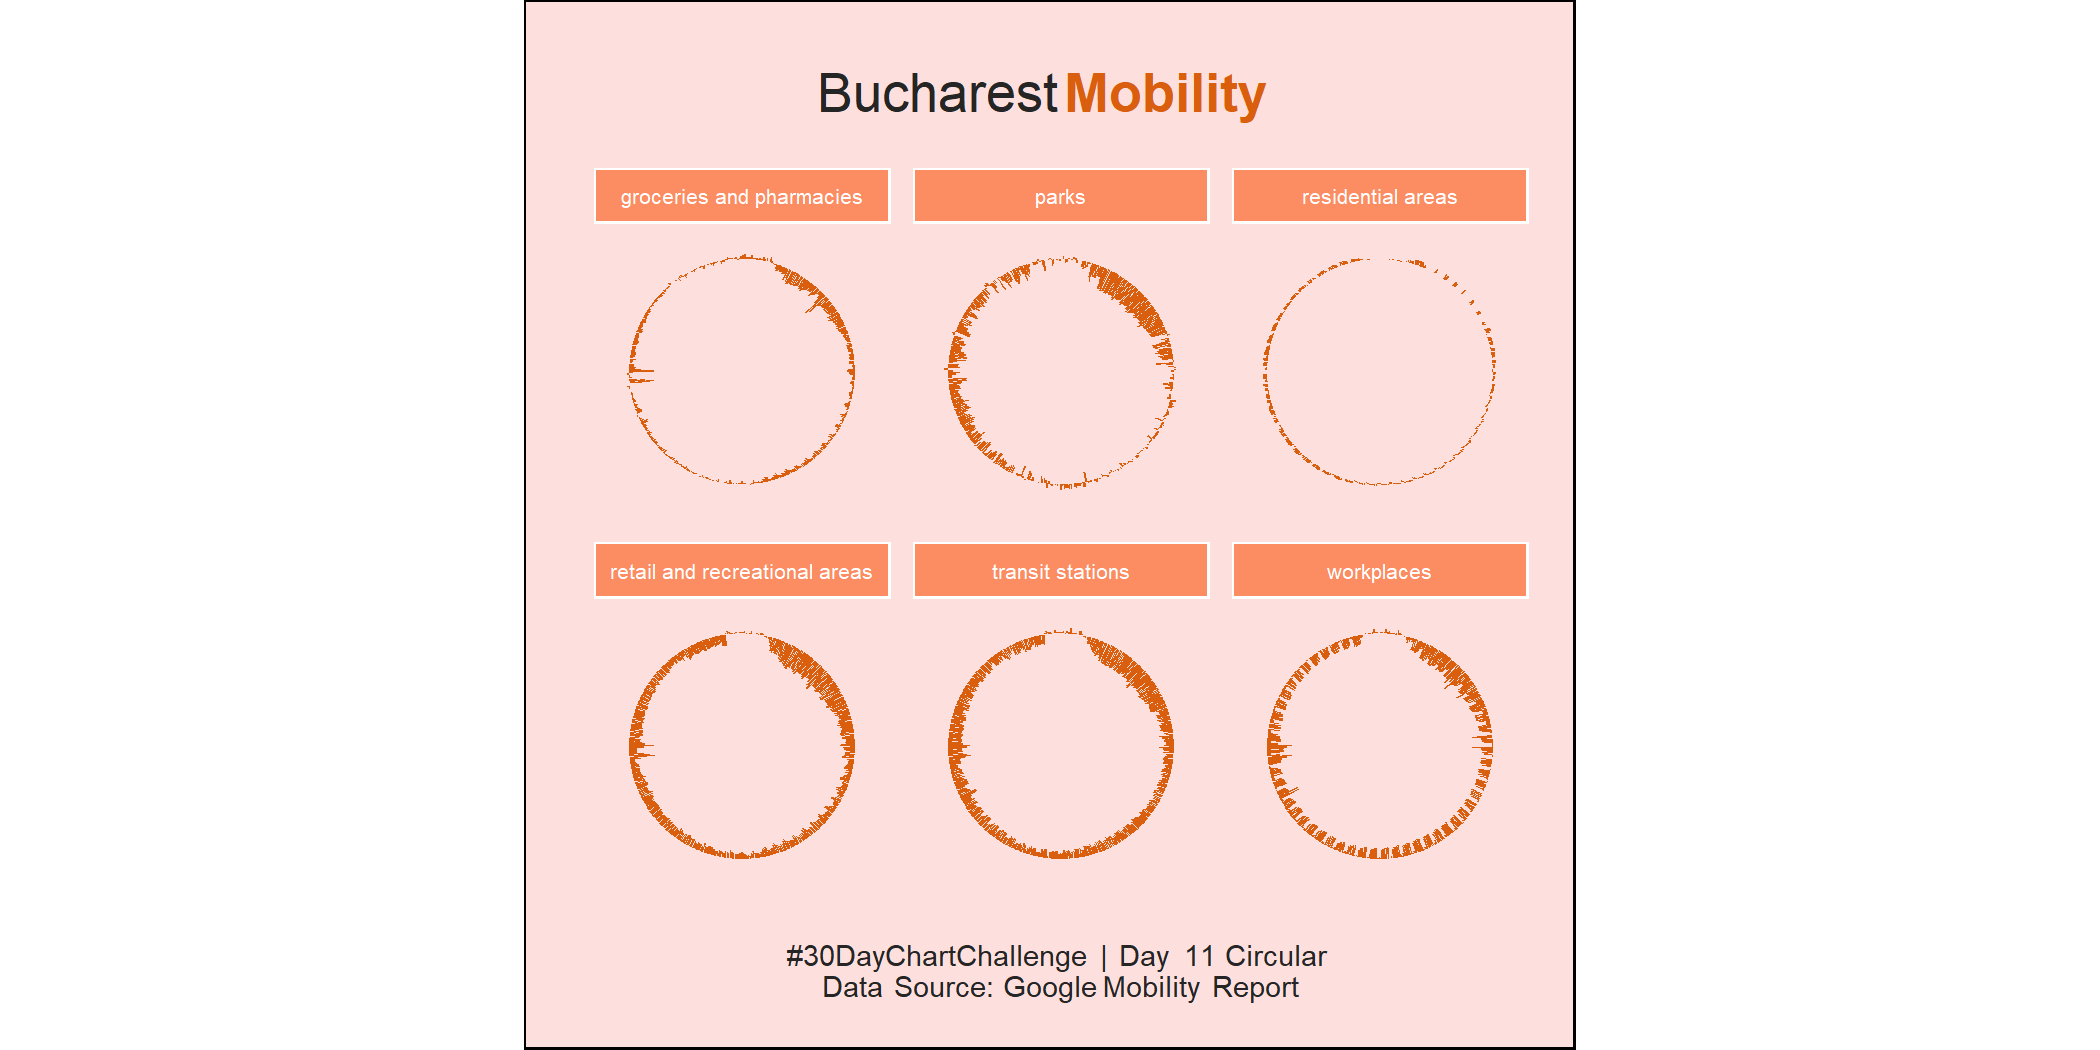 Bucharest Mobility
groceries and pharmacies
parks
residential areas
retail and recreational areas
transit stations
workplaces
#30DayChartChallenge | Day 11 Circular
Data Source: Google Mobility Report